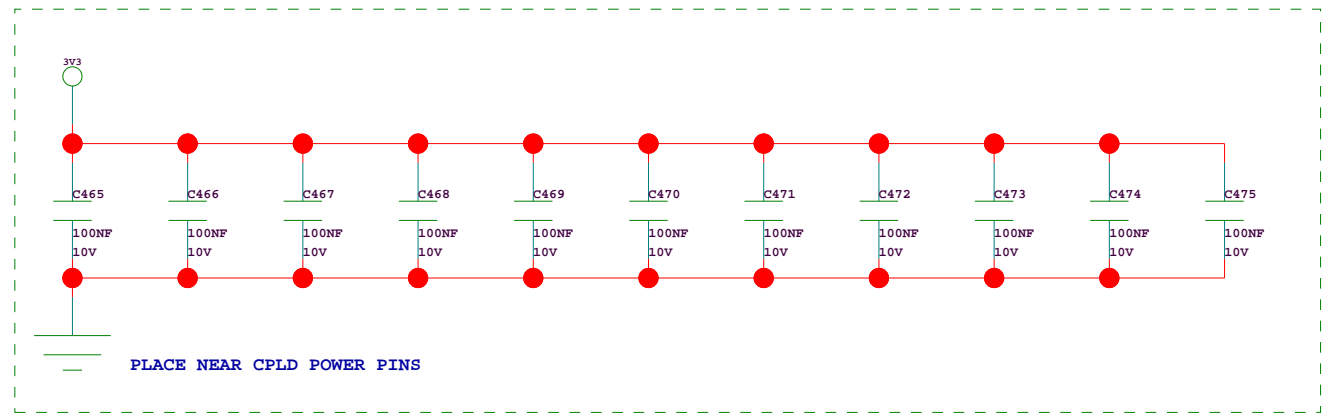 3V3
C465 C466 C467 C468 C469 C470 C471 C472 C473 C474 C475
100NF 100NF 100NF 100NF 100NF 100NF 100NF 100NF 100NF 100NF 100NF
10V 10V 10V 10V 10V 10V 10V 10V 10V 10V 10V
PLACE NEAR CPLD POWER PINS